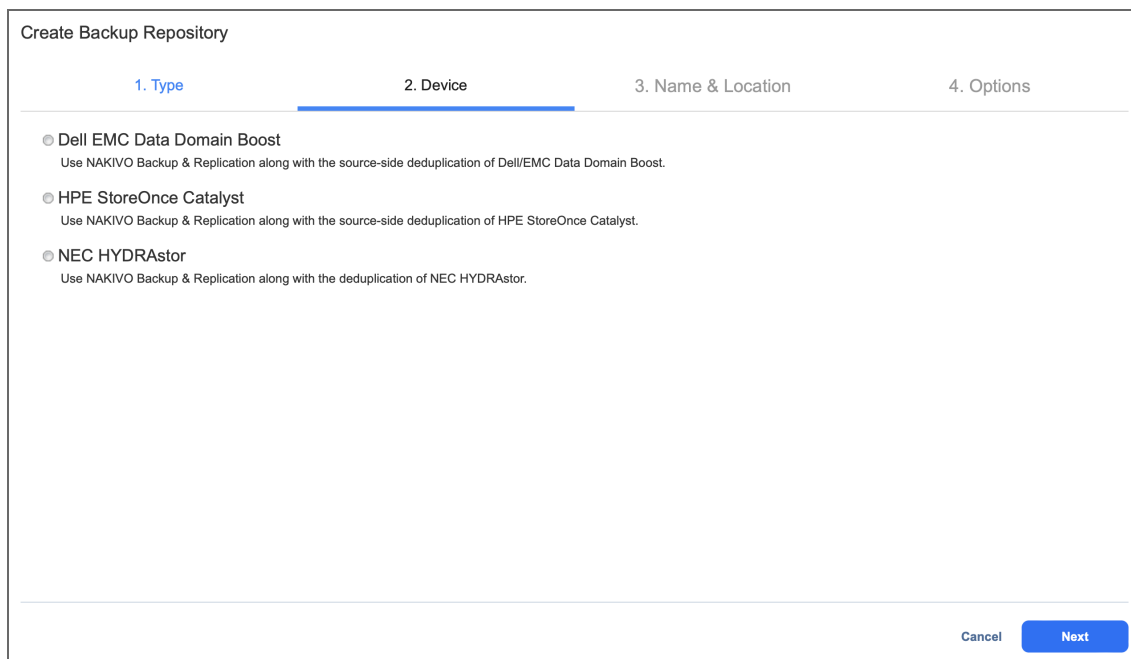 Create Backup Repository
1. Type
2. Device
3. Name & Location
4. Options
Dell EMC Data Domain Boost
Use NAKIVO Backup & Replication along with the source-side deduplication of Dell/EMC Data Domain Boost.
HPE StoreOnce Catalyst
Use NAKIVO Backup & Replication along with the source-side deduplication of HPE StoreOnce Catalyst.
NEC HYDRAstor
Use NAKIVO Backup & Replication along with the deduplication of NEC HYDRAstor.
Cancel
Next